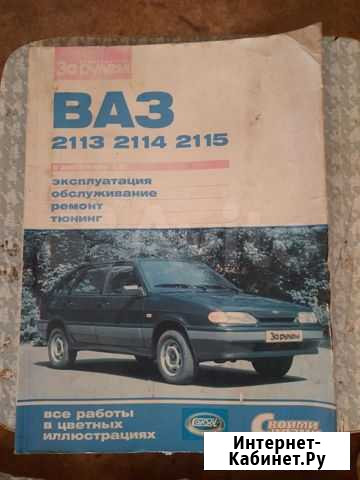 За рулем
ВАЗ
2113 2114 2115
эксплуатация
обслуживание
ремонт
тюнинг
За рулем
все работы
в цветных
иллюстрациях
Своими
Интернет-
Кабинет.Ру